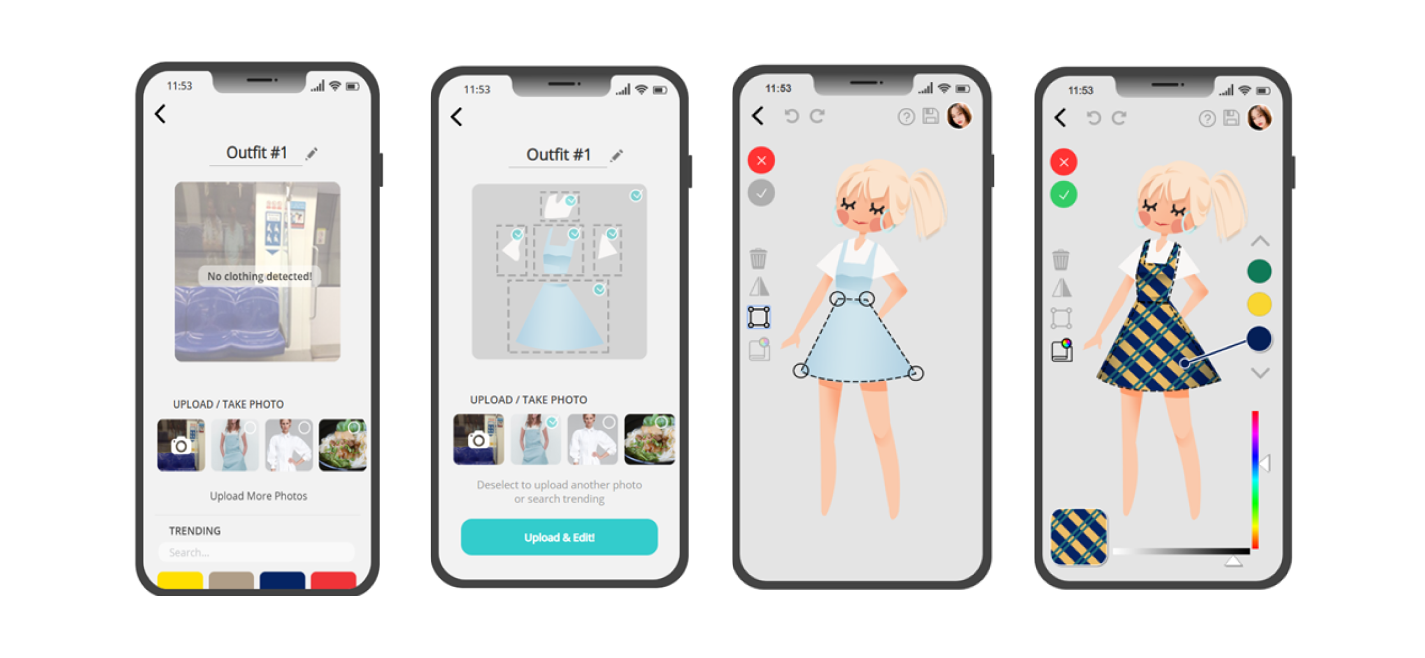 11:53
Outfit #1
No clothing detected!
UPLOAD / TAKE PHOTO
Upload More Photos
TRENDING
Search...
11:53
Outfit #1
UPLOAD / TAKE PHOTO
Deselect to upload another photo
or search trending
Upload & Edit!
11:53
?
11:53
?